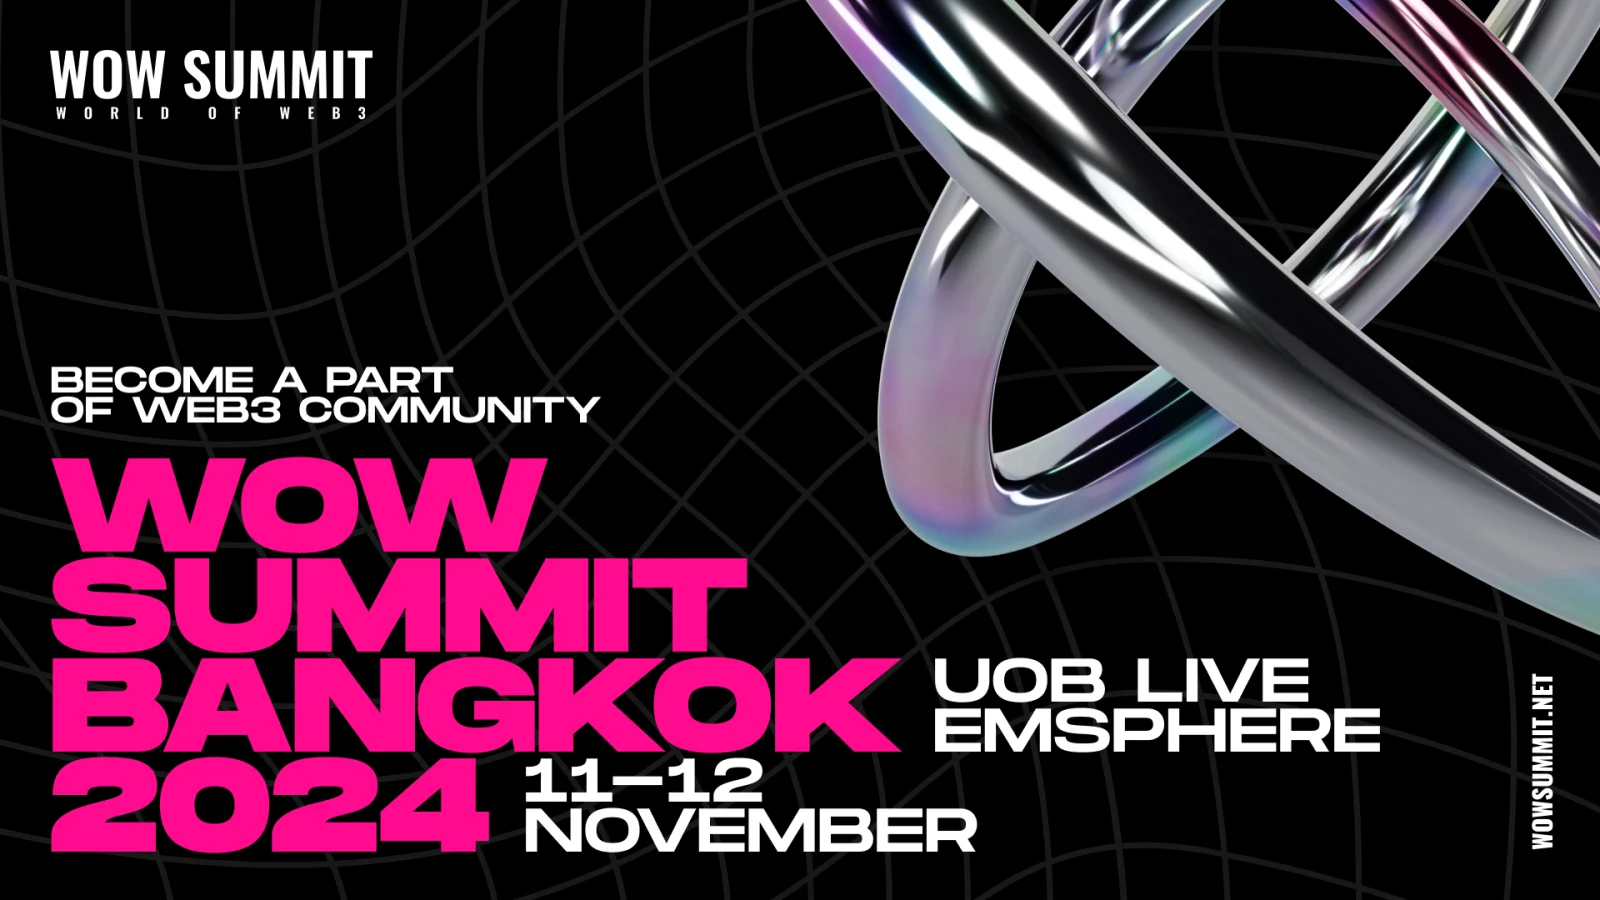 WOW SUMMIT
WORLD OF WEB3
BECOME A PART
OF WEB3 COMMUNITY
WOW
SUMMIT
BANGKOK
2024
UOB LIVE
EMSPHERE
11–12
NOVEMBER
WOWSUMMIT.NET